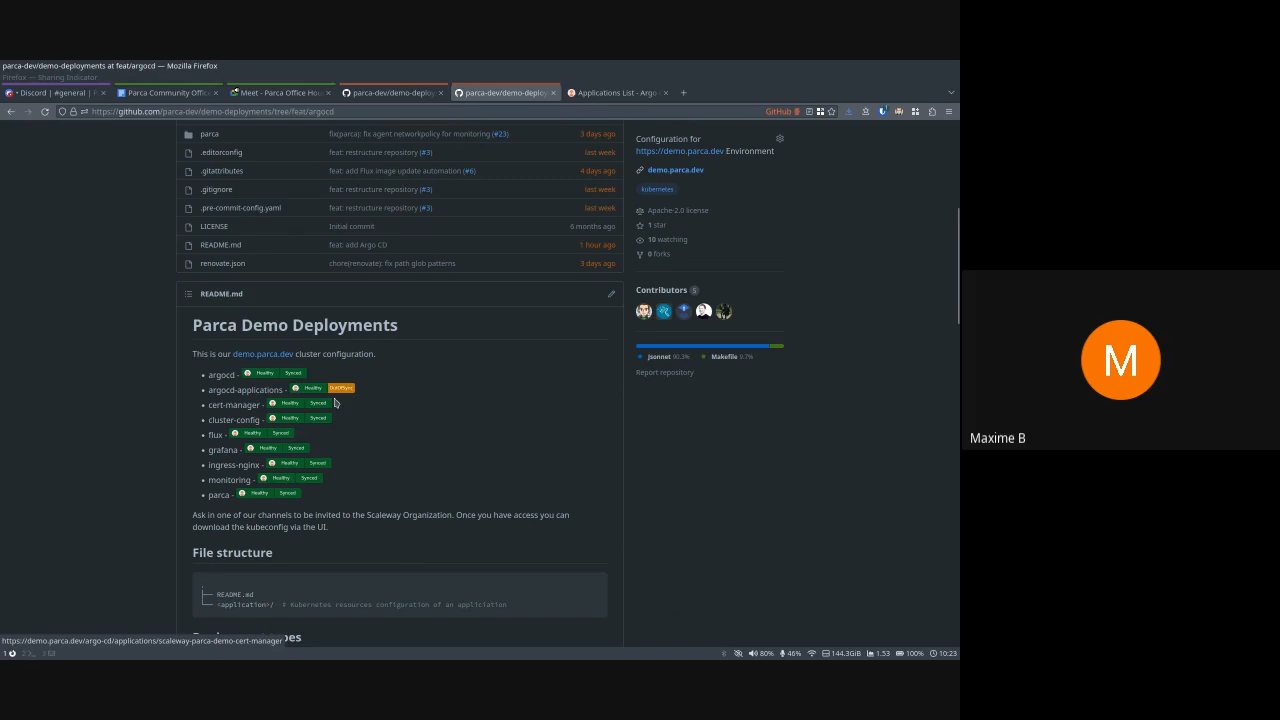 parca-dev/demo-deployments at feat/argocd — Mozilla Firefox
Firefox — Sharing Indicator
• Discord | #general | P
Parca Community Offic
Meet - Parca Office Hou
parca-dev/demo-deploy
parca-dev/demo-deploy
Applications List - Argo
https://github.com/parca-dev/demo-deployments/tree/feat/argocd
GitHub
parca fix(parca): fix agent networkpolicy for monitoring (#23) 3 days ago
.editorconfig feat: restructure repository (#3) last week
.gitattributes feat: add Flux image update automation (#6) 4 days ago
.gitignore feat: restructure repository (#3) last week
.pre-commit-config.yaml feat: restructure repository (#3) last week
LICENSE Initial commit 6 months ago
README.md feat: add Argo CD 1 hour ago
renovate.json chore(renovate): fix path glob patterns 3 days ago
README.md
Parca Demo Deployments
This is our demo.parca.dev cluster configuration.
• argocd - Healthy Synced
• argocd-applications - Healthy OutOfSync
• cert-manager - Healthy Synced
• cluster-config - Healthy Synced
• flux - Healthy Synced
• grafana - Healthy Synced
• ingress-nginx - Healthy Synced
• monitoring - Healthy Synced
• parca - Healthy Synced
Ask in one of our channels to be invited to the Scaleway Organization. Once you have access you can
download the kubeconfig via the UI.
File structure
.
├── README.md
└── <application>/
Kubernetes resources configuration of an appliciation
Configuration for
https://demo.parca.dev Environment
demo.parca.dev
kubernetes
Apache-2.0 license
1 star
10 watching
0 forks
Contributors 5
Jsonnet 90.3% Makefile 9.7%
Report repository
https://demo.parca.dev/argo-cd/applications/scaleway-parca-demo-cert-manager
1
80% 46% 144.3GiB 1.53 100% 10:23
M
Maxime B